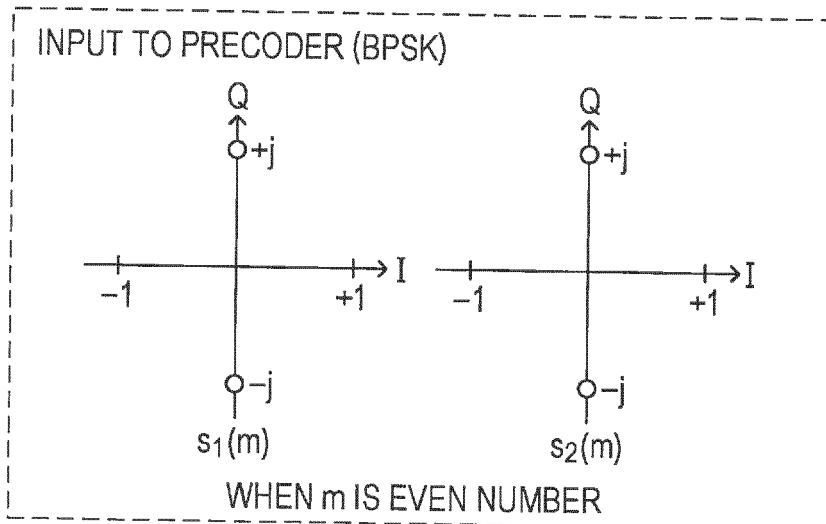 INPUT TO PRECODER (BPSK)
Q
Q
+j
+j
I
I
−1
+1
−1
+1
−j
−j
s1(m)
s2(m)
WHEN m IS EVEN NUMBER